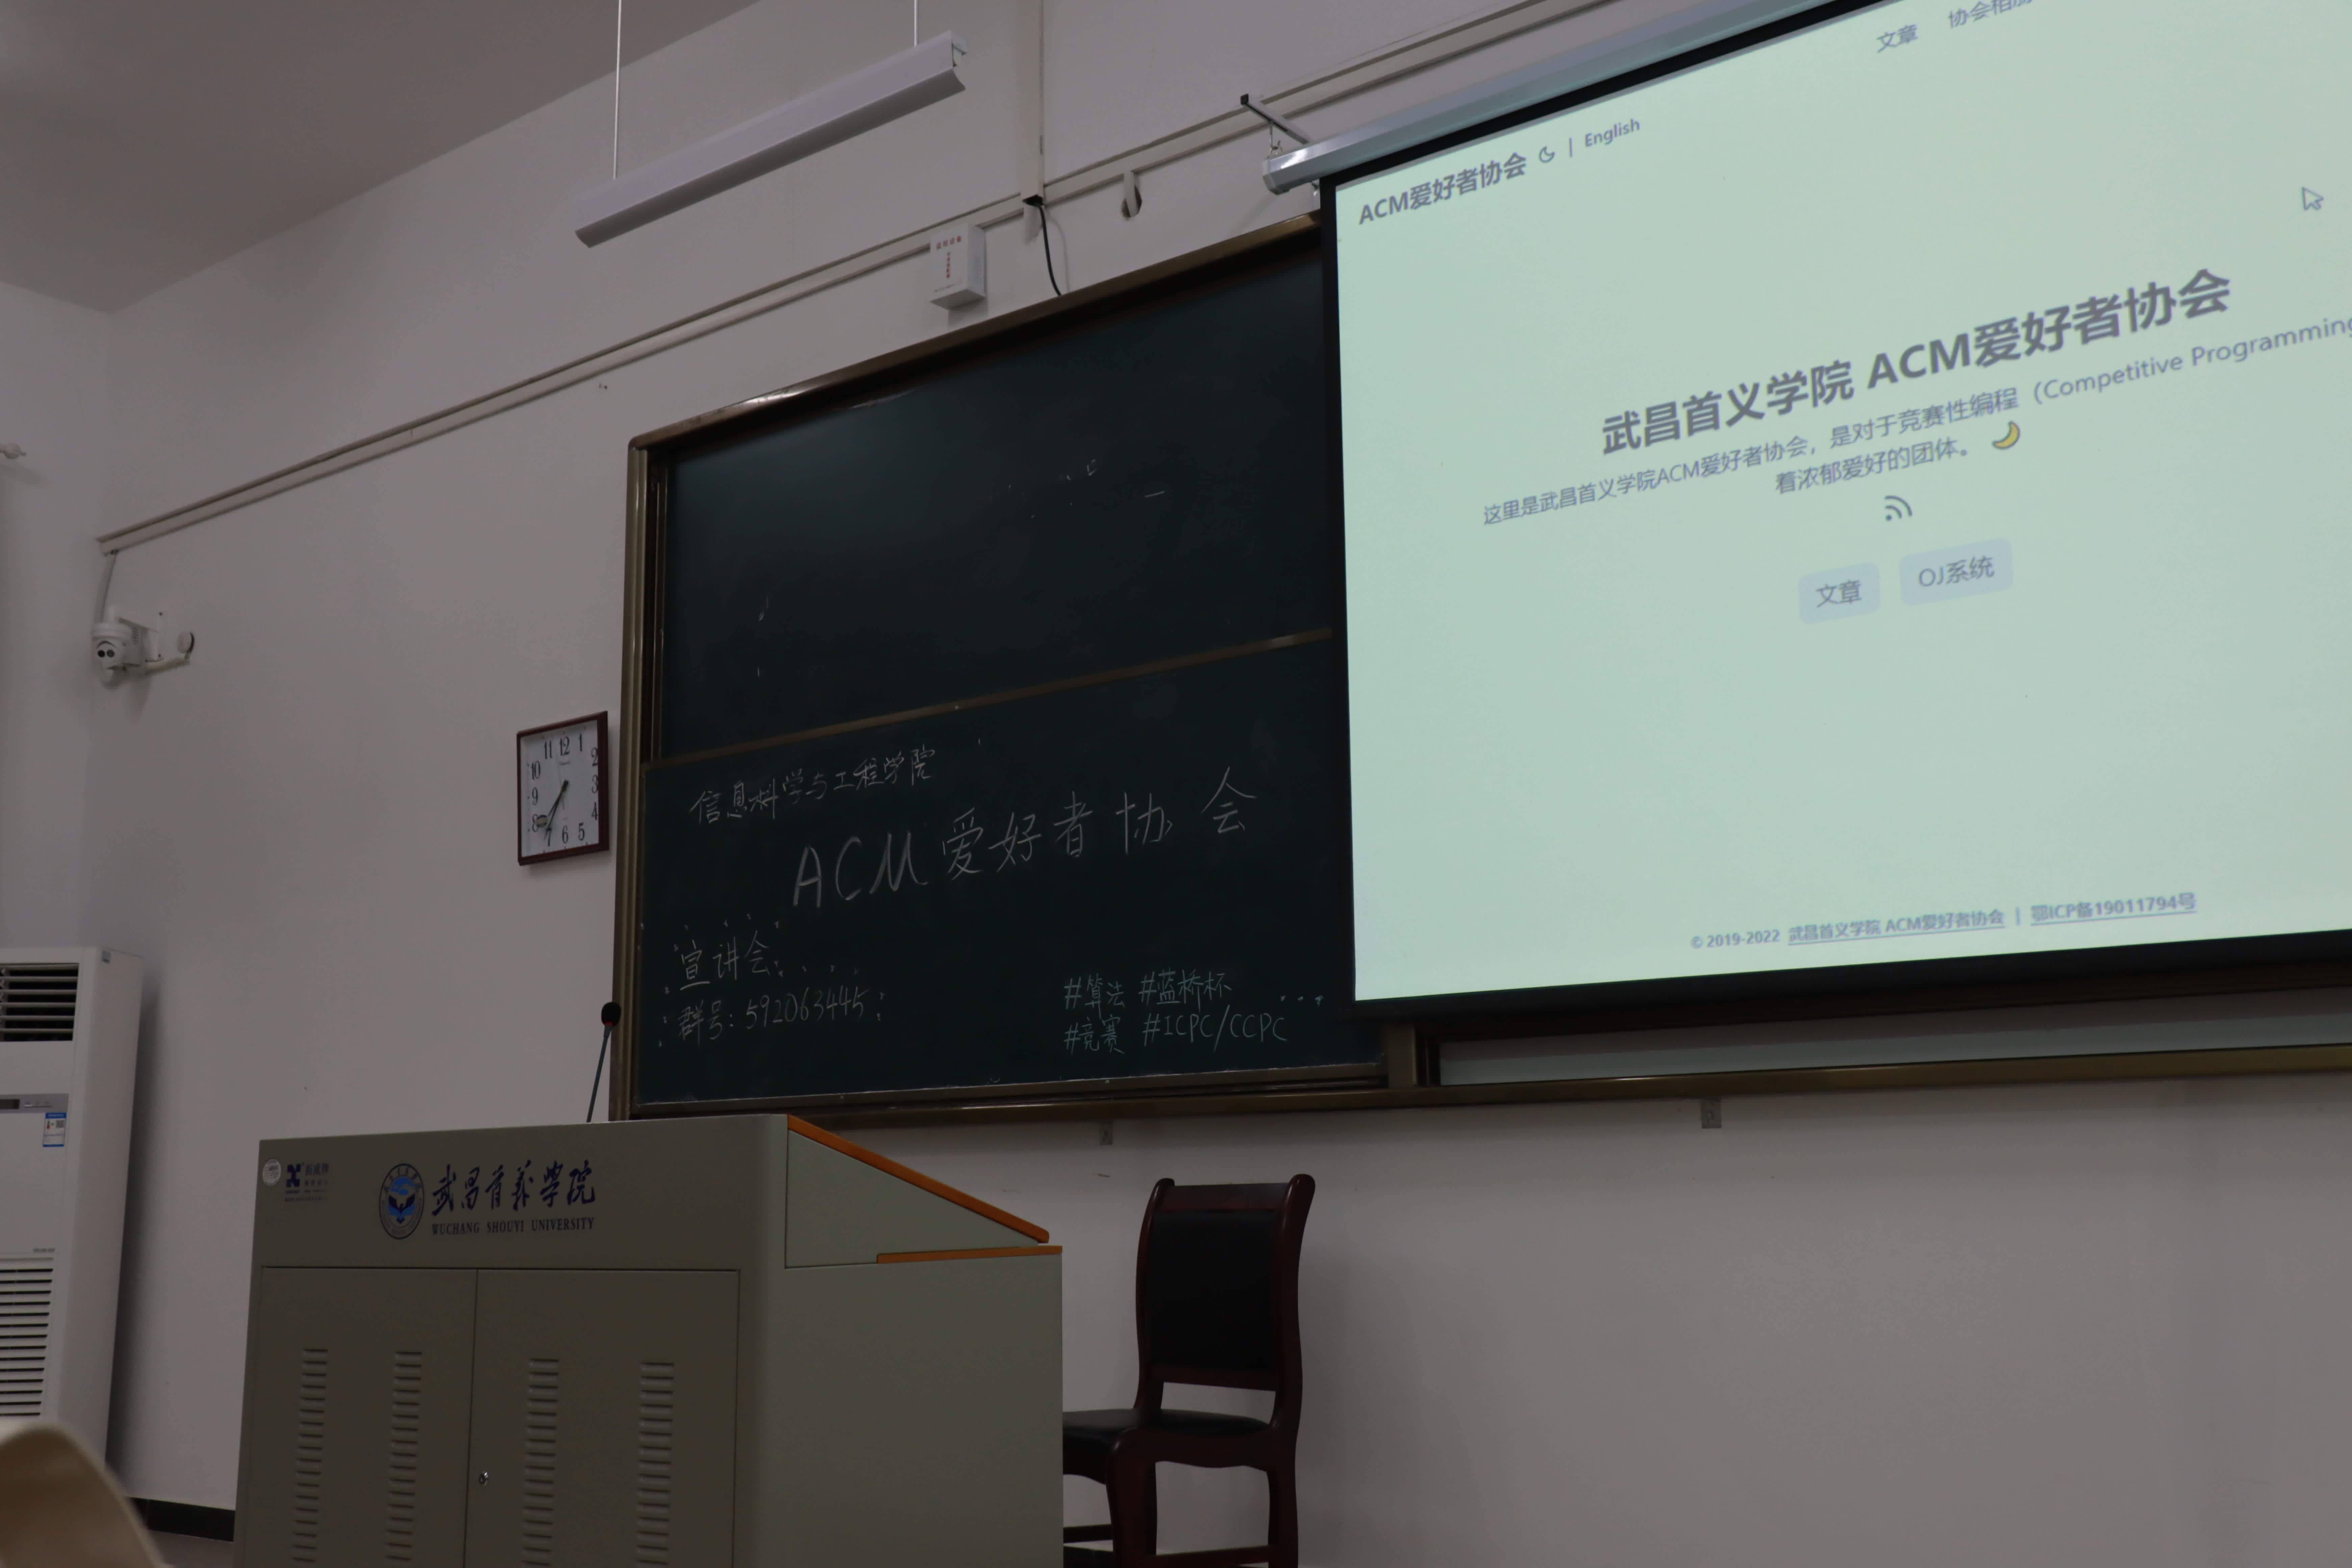 文章
ACM爱好者协会 | English
武昌首义学院 ACM爱好者协会
这里是武昌首义学院ACM爱好者协会，是对于竞赛性编程（Competitive Programming
着浓郁爱好的团体。
文章 OJ系统
© 2019-2022 武昌首义学院 ACM爱好者协会 | 鄂ICP备19011794号
11 12 1
10 2
9 3
8 4
7 6 5
信息科学与工程学院
ACM爱好者协会
宣讲会
群号：592063445
#算法 #蓝桥杯
#竞赛 #ICPC/CCPC ...
武昌首义学院
WUCHANG SHOUYI UNIVERSITY